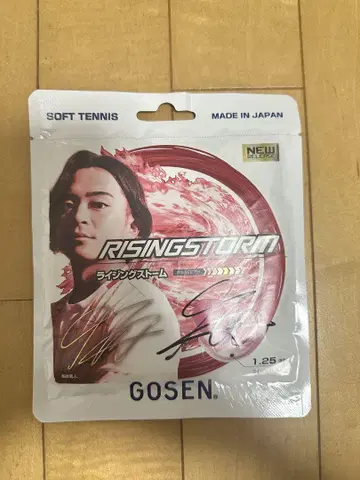 SOFT TENNIS
MADE IN JAPAN
NEW
RELEASE
RISINGSTORM
ライジングストーム
1.25
GOSEN®